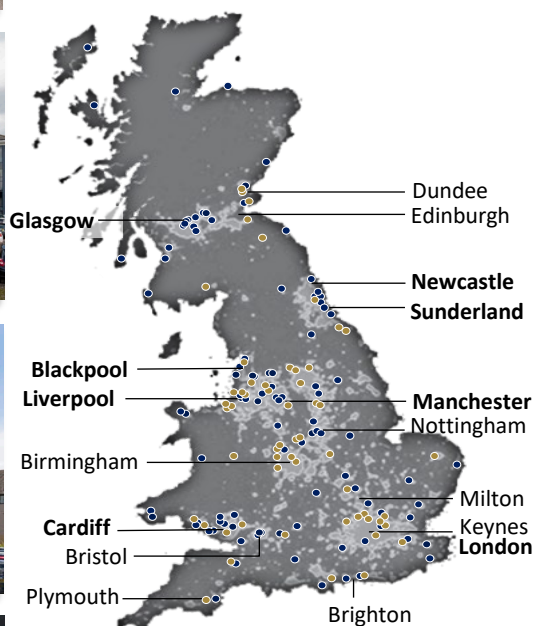 Dundee
Edinburgh
Glasgow
Newcastle
Sunderland
Blackpool
Liverpool
Manchester
Nottingham
Birmingham
Milton
Keynes
London
Cardiff
Bristol
Plymouth
Brighton